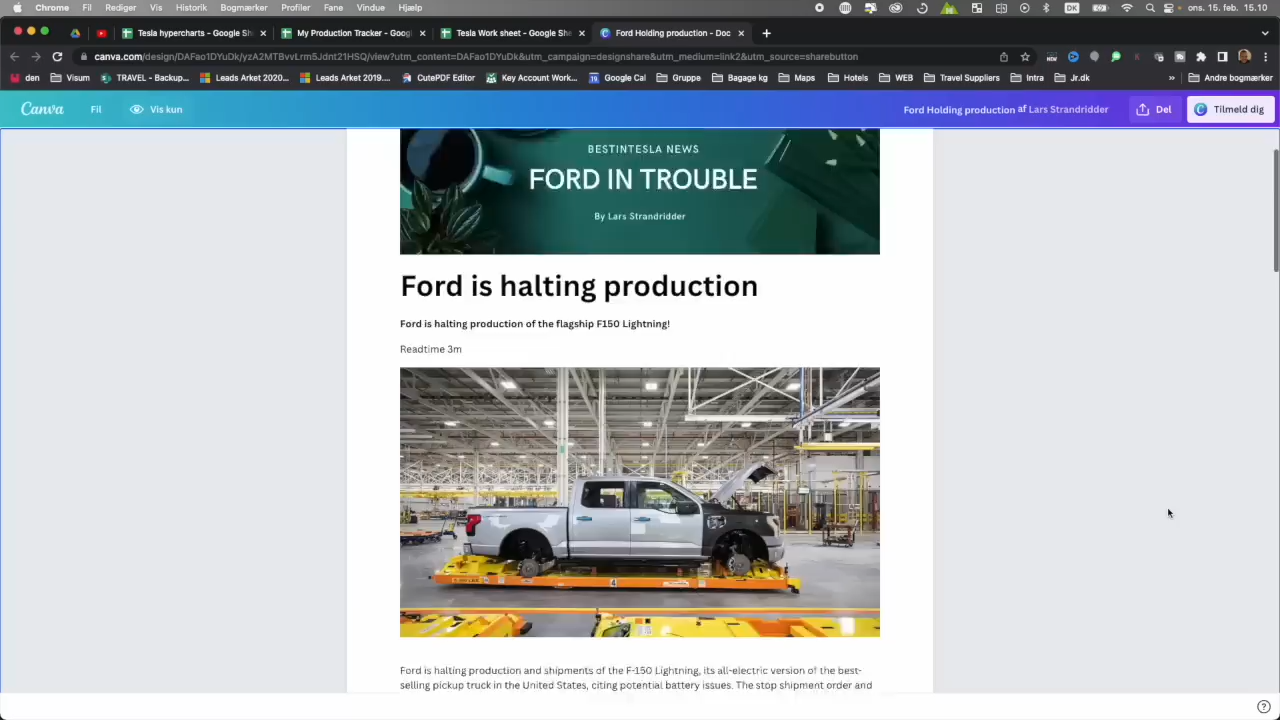 Chrome Fil Rediger Vis Historik Bogmærker Profiler Fane Vindue Hjælp
DK ons. 15. feb. 15.10
Tesla hypercharts - Google Sh
My Production Tracker - Goog
Tesla Work sheet - Google She
Ford Holding production - Doc
canva.com/design/DAFao1DYuDk/yzA2MTBvvLrm5Jdnt21HSQ/view?utm_content=DAFao1DYuDk&utm_campaign=designshare&utm_medium=link2&utm_source=sharebutton
den Visum TRAVEL - Backup... Leads Arket 2020... Leads Arket 2019.... CutePDF Editor Key Account Work... Google Cal Gruppe Bagage kg Maps Hotels WEB Travel Suppliers Intra Jr.dk » Andre bogmærker
Canva Fil Vis kun Ford Holding production af Lars Strandridder Del Tilmeld dig
BESTINTESLA NEWS
FORD IN TROUBLE
By Lars Strandridder
Ford is halting production
Ford is halting production of the flagship F150 Lightning!
Readtime 3m
4
Ford is halting production and shipments of the F-150 Lightning, its all-electric version of the best-
selling pickup truck in the United States, citing potential battery issues. The stop shipment order and